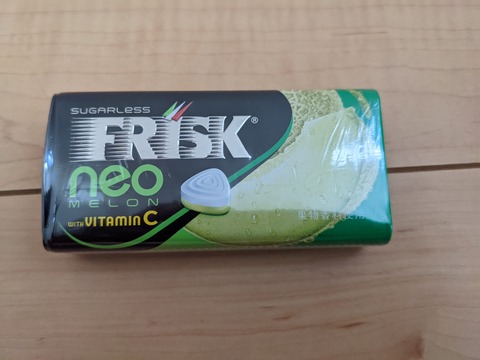 SUGARLESS
FRISK®
neo
MELON
WITH VITAMIN C